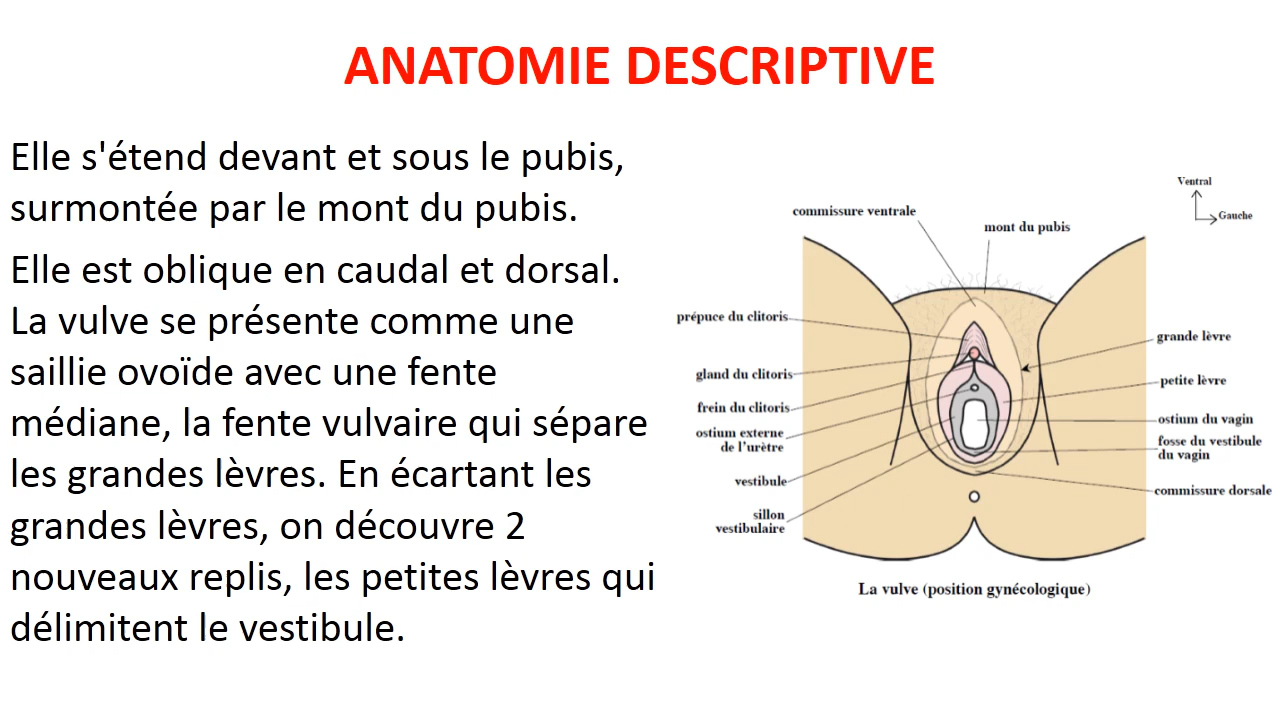 ANATOMIE DESCRIPTIVE
Elle s'étend devant et sous le pubis,
surmontée par le mont du pubis.
Elle est oblique en caudal et dorsal.
La vulve se présente comme une
saillie ovoïde avec une fente
médiane, la fente vulvaire qui sépare
les grandes lèvres. En écartant les
grandes lèvres, on découvre 2
nouveaux replis, les petites lèvres qui
délimitent le vestibule.
Ventral
Gauche
commissure ventrale
mont du pubis
prépuce du clitoris
gland du clitoris
frein du clitoris
ostium externe
de l'urètre
vestibule
sillon
vestibulaire
grande lèvre
petite lèvre
ostium du vagin
fosse du vestibule
du vagin
commissure dorsale
La vulve (position gynécologique)